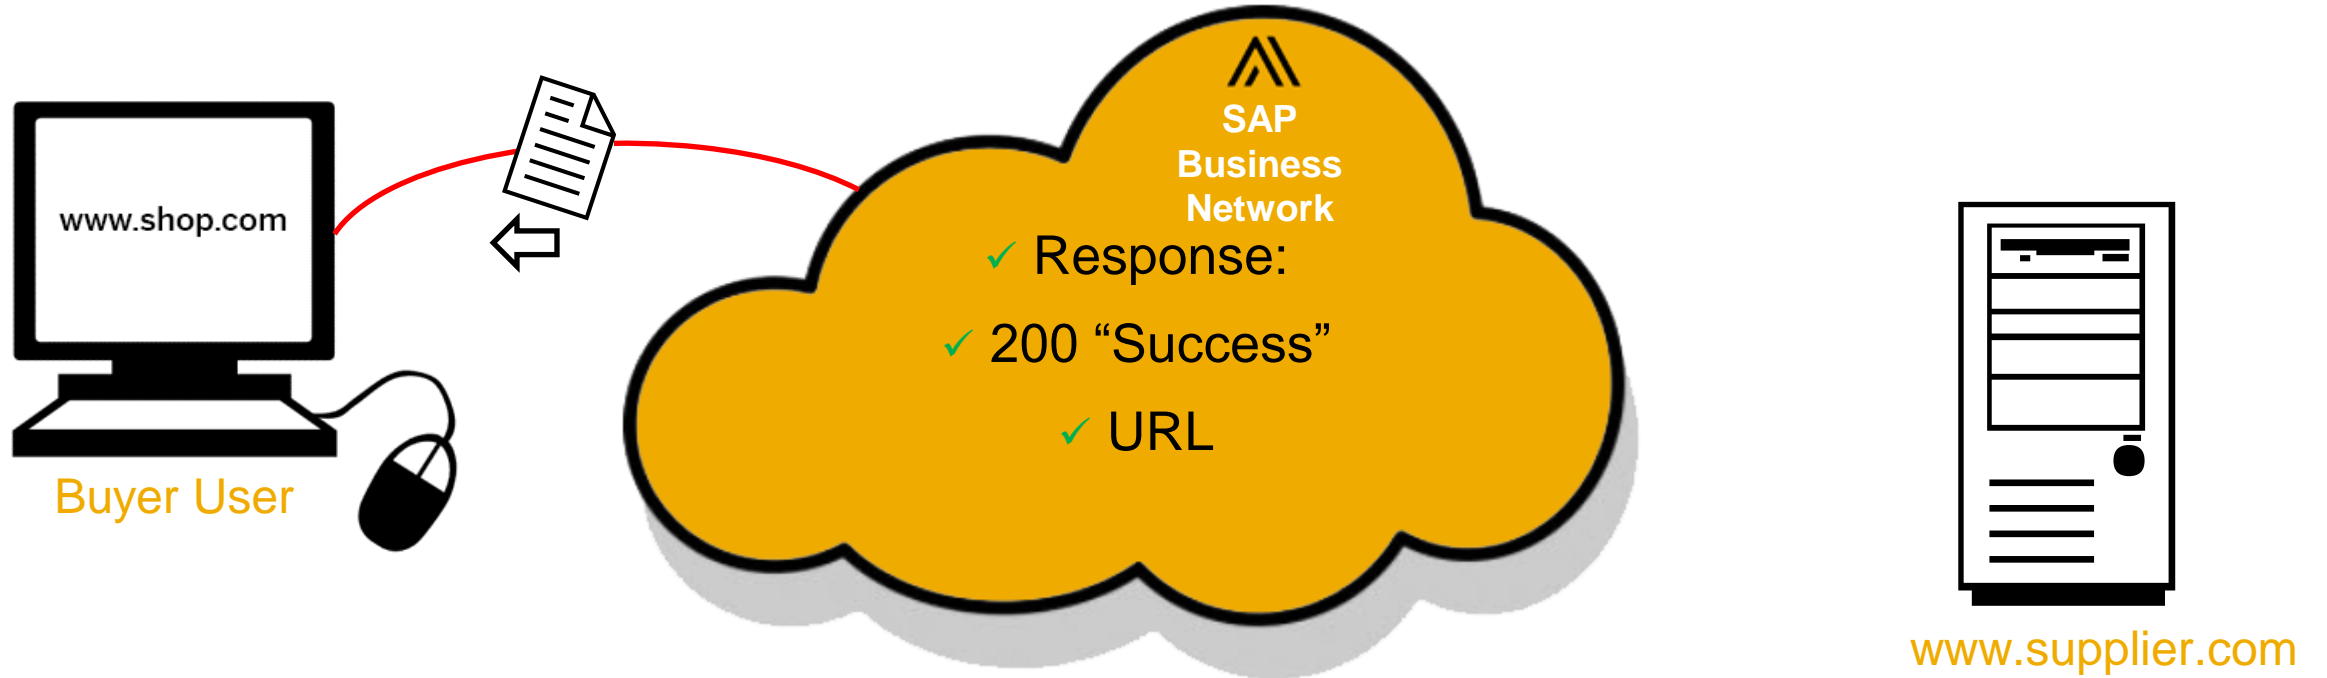 www.shop.com
Buyer User
SAP
Business
Network
✓ Response:
✓ 200 “Success”
✓ URL
www.supplier.com